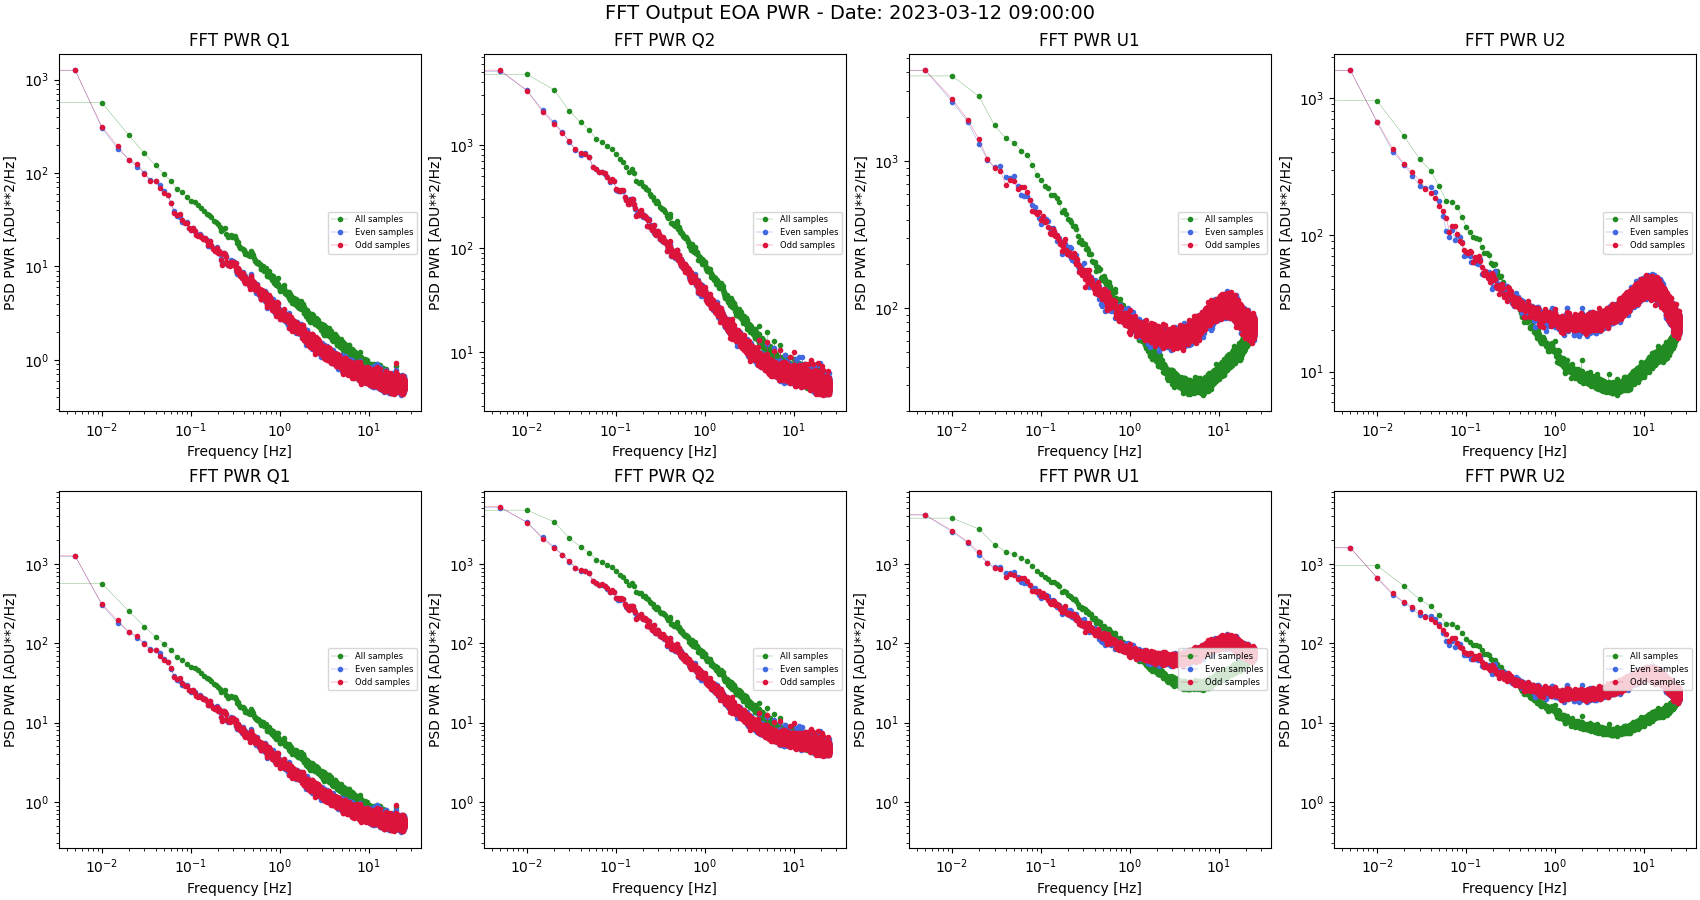 FFT Output EOA PWR - Date: 2023-03-12 09:00:00
FFT PWR Q1
FFT PWR Q2
FFT PWR U1
FFT PWR U2
PSD PWR [ADU**2/Hz]
10³
10²
10¹
10⁰
All samples
Even samples
Odd samples
10⁻²
10⁻¹
10⁰
10¹
Frequency [Hz]
PSD PWR [ADU**2/Hz]
10³
10²
10¹
All samples
Even samples
Odd samples
10⁻²
10⁻¹
10⁰
10¹
Frequency [Hz]
PSD PWR [ADU**2/Hz]
10³
10²
All samples
Even samples
Odd samples
10⁻²
10⁻¹
10⁰
10¹
Frequency [Hz]
PSD PWR [ADU**2/Hz]
10³
10²
10¹
All samples
Even samples
Odd samples
10⁻²
10⁻¹
10⁰
10¹
Frequency [Hz]
FFT PWR Q1
FFT PWR Q2
FFT PWR U1
FFT PWR U2
PSD PWR [ADU**2/Hz]
10³
10²
10¹
10⁰
All samples
Even samples
Odd samples
10⁻²
10⁻¹
10⁰
10¹
Frequency [Hz]
PSD PWR [ADU**2/Hz]
10³
10²
10¹
10⁰
All samples
Even samples
Odd samples
10⁻²
10⁻¹
10⁰
10¹
Frequency [Hz]
PSD PWR [ADU**2/Hz]
10³
10²
10¹
10⁰
All samples
Even samples
Odd samples
10⁻²
10⁻¹
10⁰
10¹
Frequency [Hz]
PSD PWR [ADU**2/Hz]
10³
10²
10¹
10⁰
All samples
Even samples
Odd samples
10⁻²
10⁻¹
10⁰
10¹
Frequency [Hz]